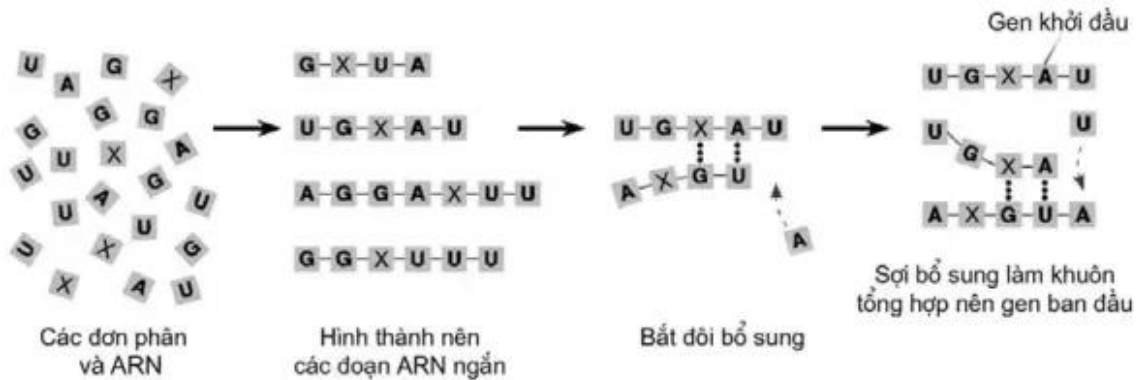 Gen khởi đầu
U A G X
G G
G U U X A
U A G U
U X U G
X A U
G-X-U-A
U-G-X-A-U
A-G-G-A-X-U-U
G-G-X-U-U-U
U-G-X-A-U
A-X-G-U
A
U-G-X-A-U
U-G-X-A
U
A-X-G-U-A
Các đơn phân
và ARN
Hình thành nên
các đoạn ARN ngắn
Bắt đôi bổ sung
Sợi bổ sung làm khuôn
tổng hợp nên gen ban đầu